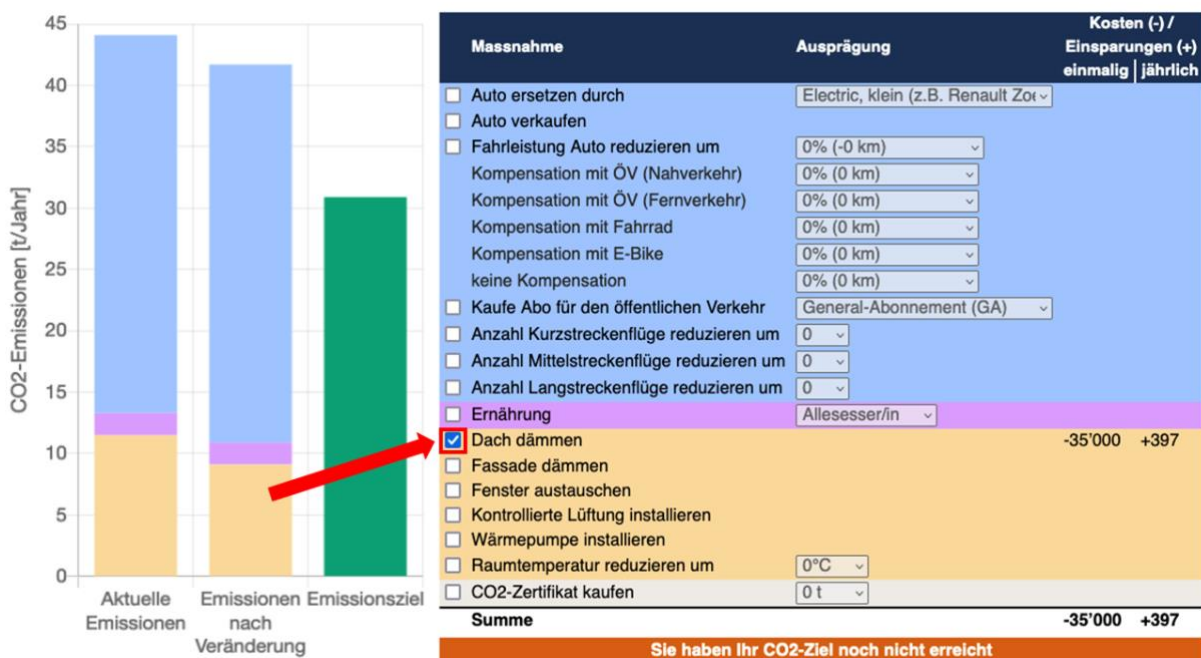 CO2-Emissionen [t/Jahr]
45
40
35
30
25
20
15
10
5
0
Aktuelle
Emissionen
Emissionen
nach
Veränderung
Emissionsziel
Kosten (-) /
Massnahme Ausprägung Einsparungen (+)
einmalig | jährlich
Auto ersetzen durch Electric, klein (z.B. Renault Zoe
Auto verkaufen
Fahrleistung Auto reduzieren um 0% (-0 km)
Kompensation mit ÖV (Nahverkehr) 0% (0 km)
Kompensation mit ÖV (Fernverkehr) 0% (0 km)
Kompensation mit Fahrrad 0% (0 km)
Kompensation mit E-Bike 0% (0 km)
keine Kompensation 0% (0 km)
Kaufe Abo für den öffentlichen Verkehr General-Abonnement (GA)
Anzahl Kurzstreckenflüge reduzieren um 0
Anzahl Mittelstreckenflüge reduzieren um 0
Anzahl Langstreckenflüge reduzieren um 0
Ernährung Allesesser/in
Dach dämmen -35'000 +397
Fassade dämmen
Fenster austauschen
Kontrollierte Lüftung installieren
Wärmepumpe installieren
Raumtemperatur reduzieren um 0°C
CO2-Zertifikat kaufen 0 t
Summe -35'000 +397
Sie haben Ihr CO2-Ziel noch nicht erreicht